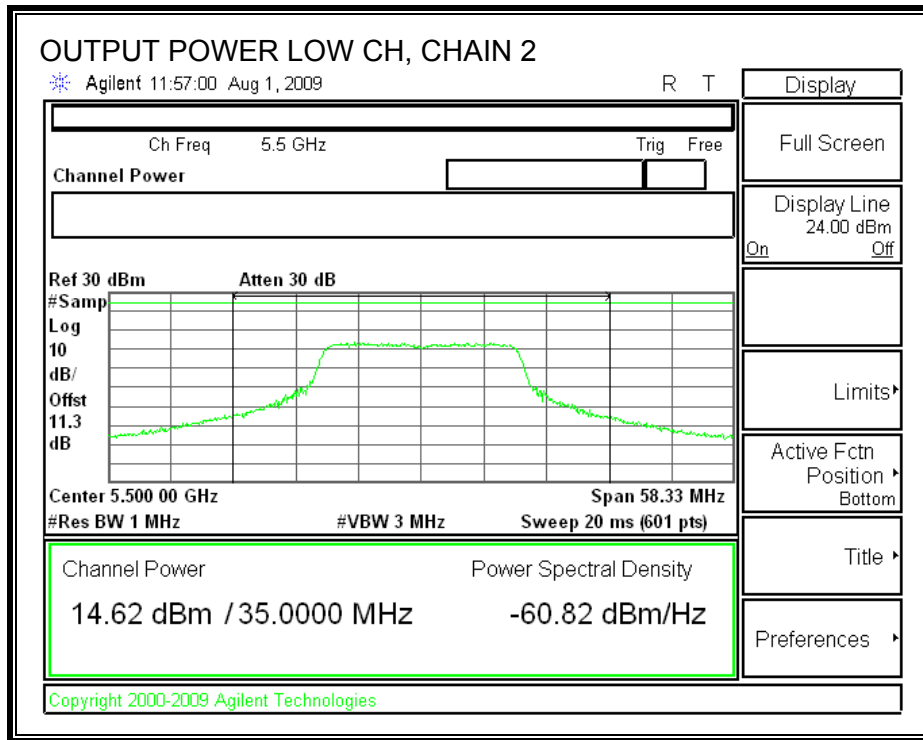 OUTPUT POWER LOW CH, CHAIN 2
Agilent 11:57:00 Aug 1, 2009 R T
Ch Freq 5.5 GHz Trig Free
Channel Power
Ref 30 dBm Atten 30 dB
#Samp
Log
10
dB/
Offst
11.3
dB
Center 5.500 00 GHz Span 58.33 MHz
#Res BW 1 MHz #VBW 3 MHz Sweep 20 ms (601 pts)
Channel Power Power Spectral Density
14.62 dBm / 35.0000 MHz -60.82 dBm/Hz
Copyright 2000-2009 Agilent Technologies
Display
Full Screen
Display Line
24.00 dBm
On Off
Limits
Active Fctn
Position
Bottom
Title
Preferences